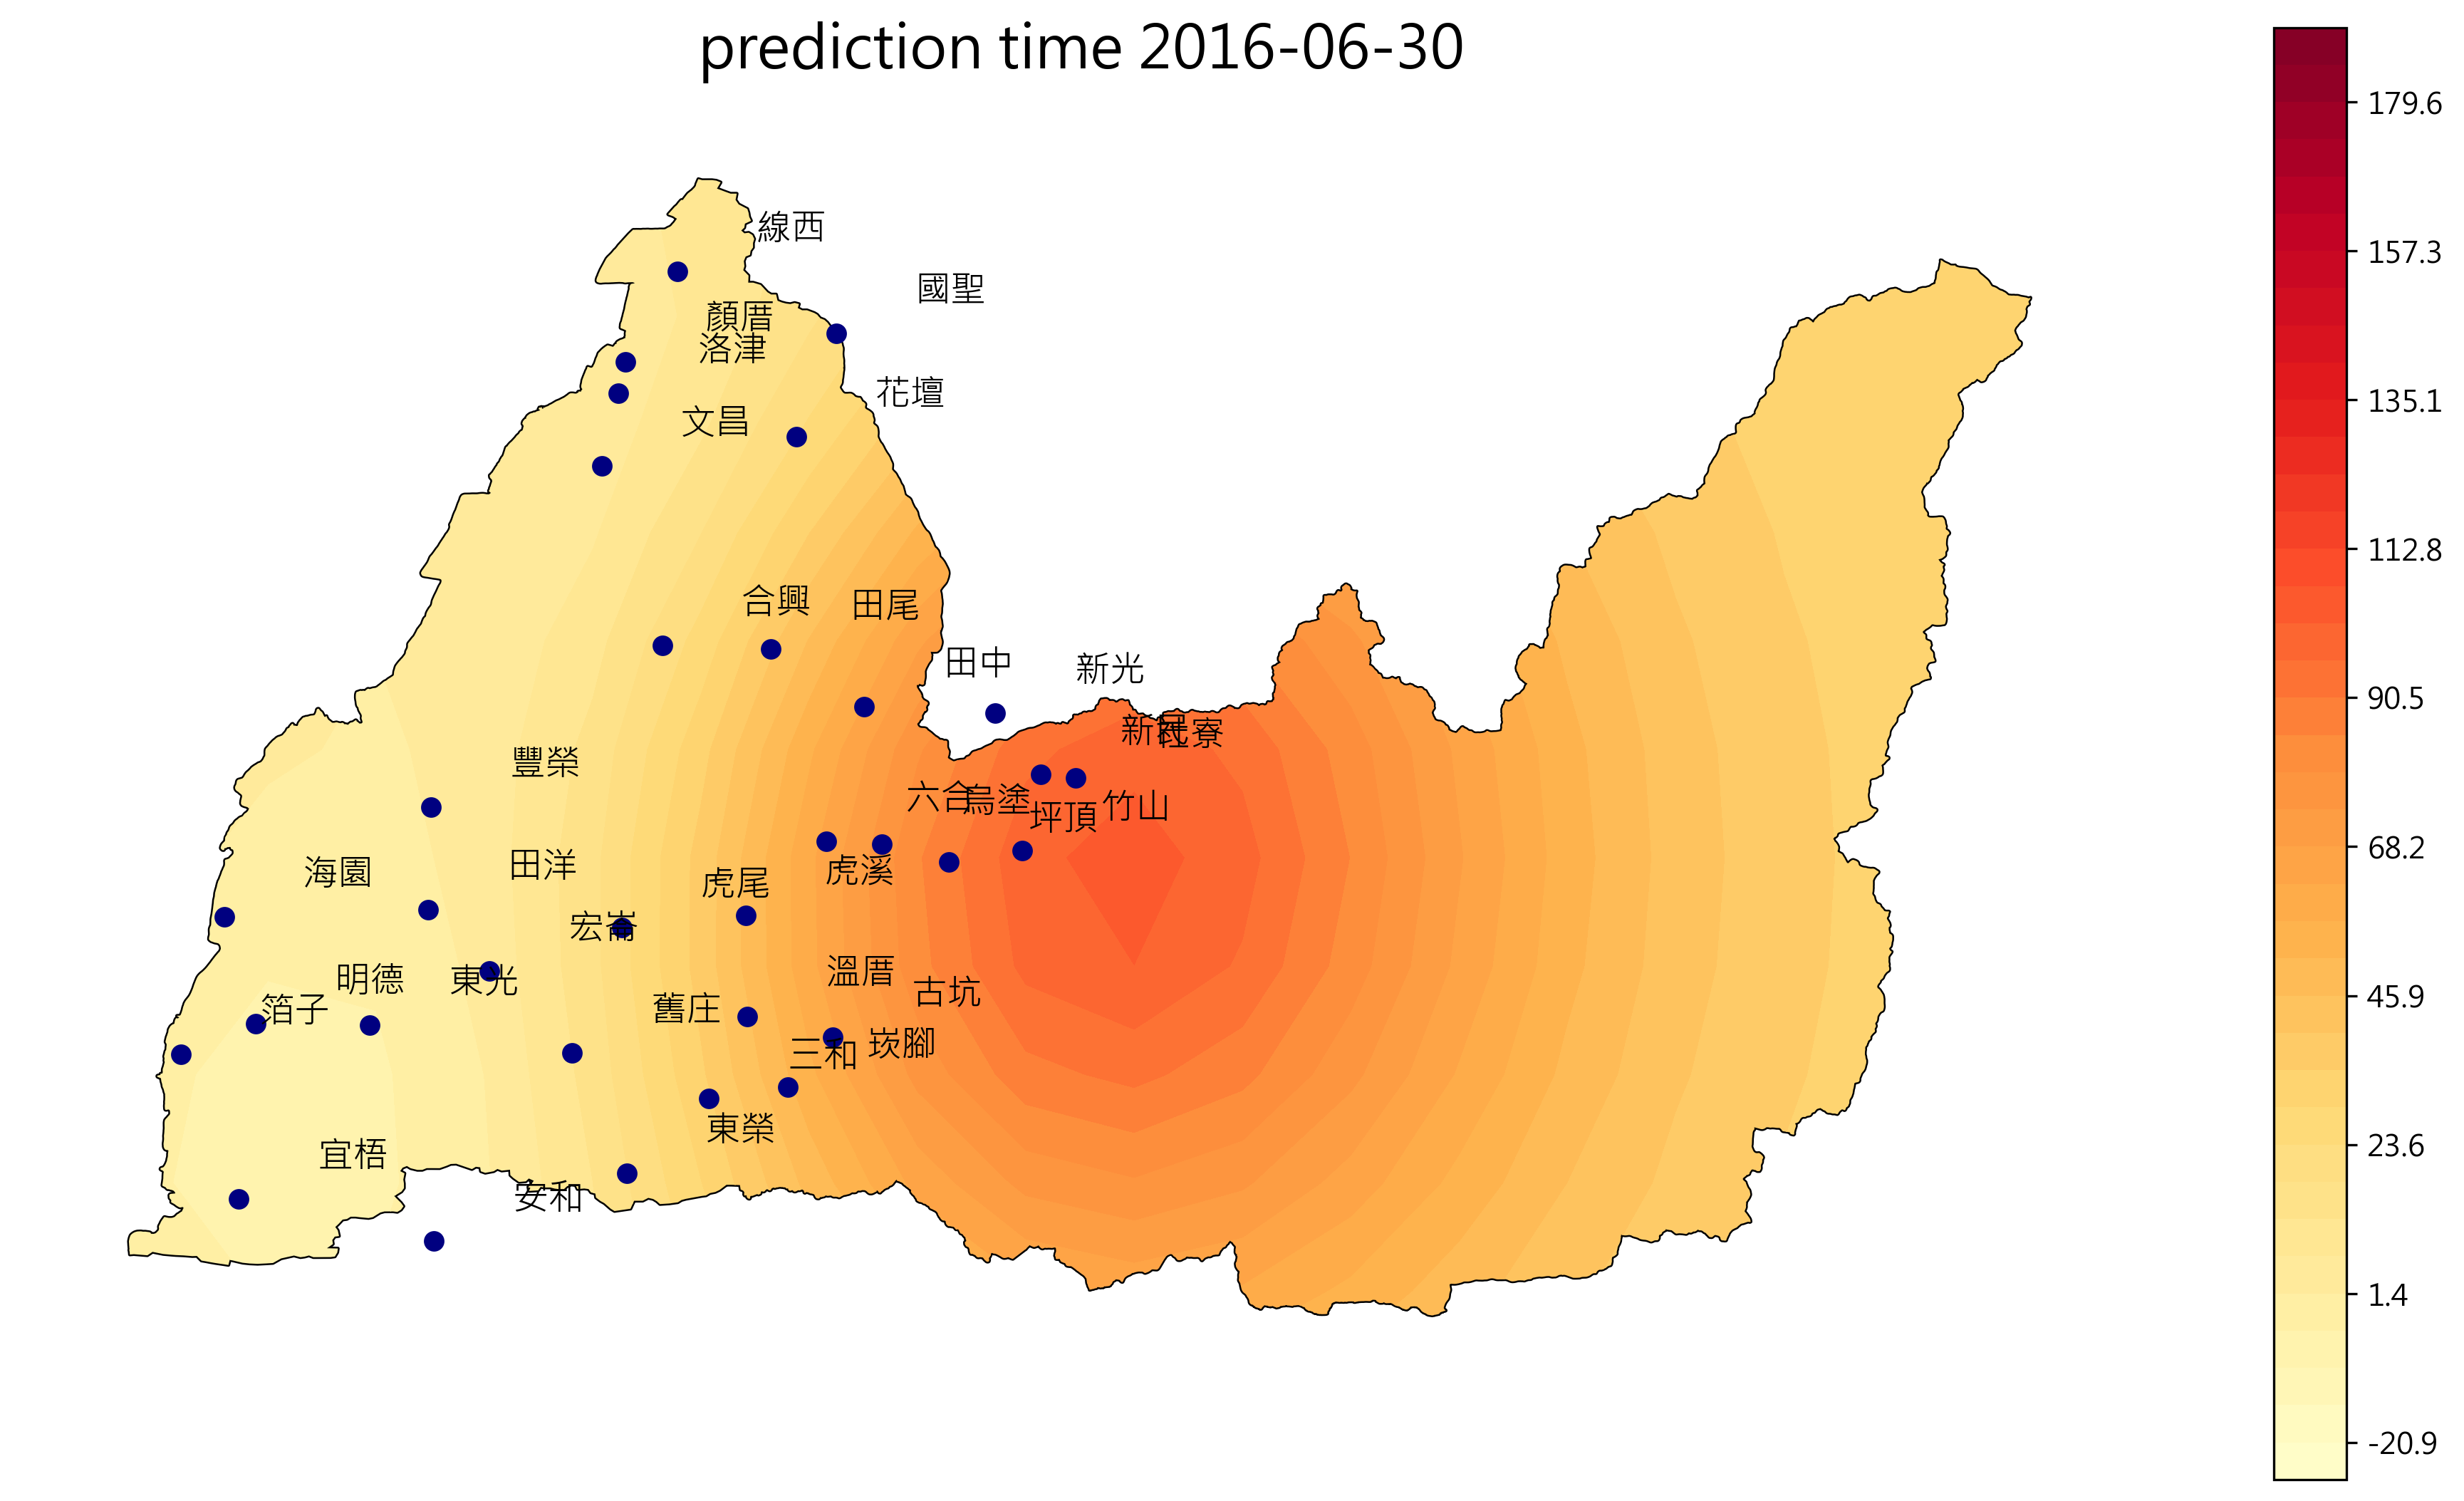 prediction time 2016-06-30
線西
國聖
顏厝
洛津
花壇
文昌
合興
田尾
田中
新光
新民
社寮
豐榮
六合
烏塗
坪頂
竹山
海園
田洋
虎尾
虎溪
宏崙
明德
東光
溫厝
古坑
箔子
舊庄
三和
崁腳
東榮
宜梧
安和
179.6
157.3
135.1
112.8
90.5
68.2
45.9
23.6
1.4
-20.9